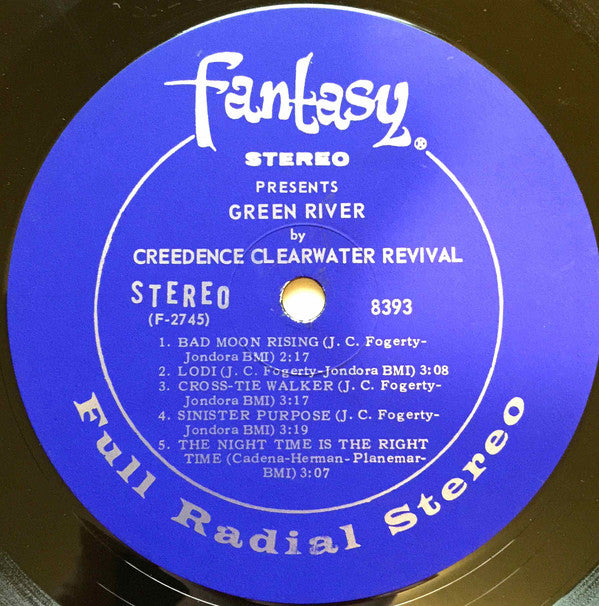 fantasy®
STEREO
PRESENTS
GREEN RIVER
by
CREEDENCE CLEARWATER REVIVAL
STEREO
(F-2745)
8393
1. BAD MOON RISING (J. C. Fogerty-
Jondora BMI) 2:17
2. LODI (J. C. Fogerty-Jondora BMI) 3:08
3. CROSS-TIE WALKER (J. C. Fogerty-
Jondora BMI) 3:17
4. SINISTER PURPOSE (J. C. Fogerty-
Jondora BMI) 3:19
5. THE NIGHT TIME IS THE RIGHT
TIME (Cadena-Herman-Planemar-
BMI) 3:07
Full Radial Stereo